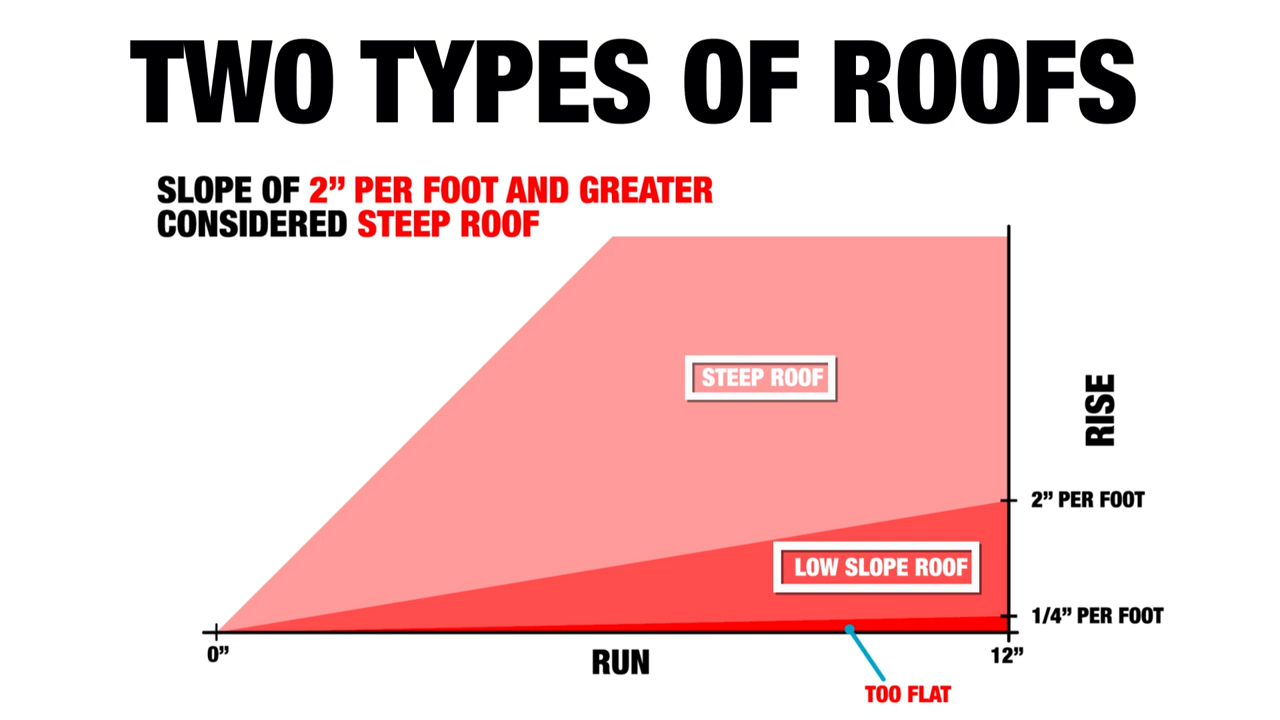 TWO TYPES OF ROOFS
SLOPE OF 2” PER FOOT AND GREATER
CONSIDERED STEEP ROOF
STEEP ROOF
RISE
2” PER FOOT
LOW SLOPE ROOF
1/4” PER FOOT
0”
RUN
12”
TOO FLAT